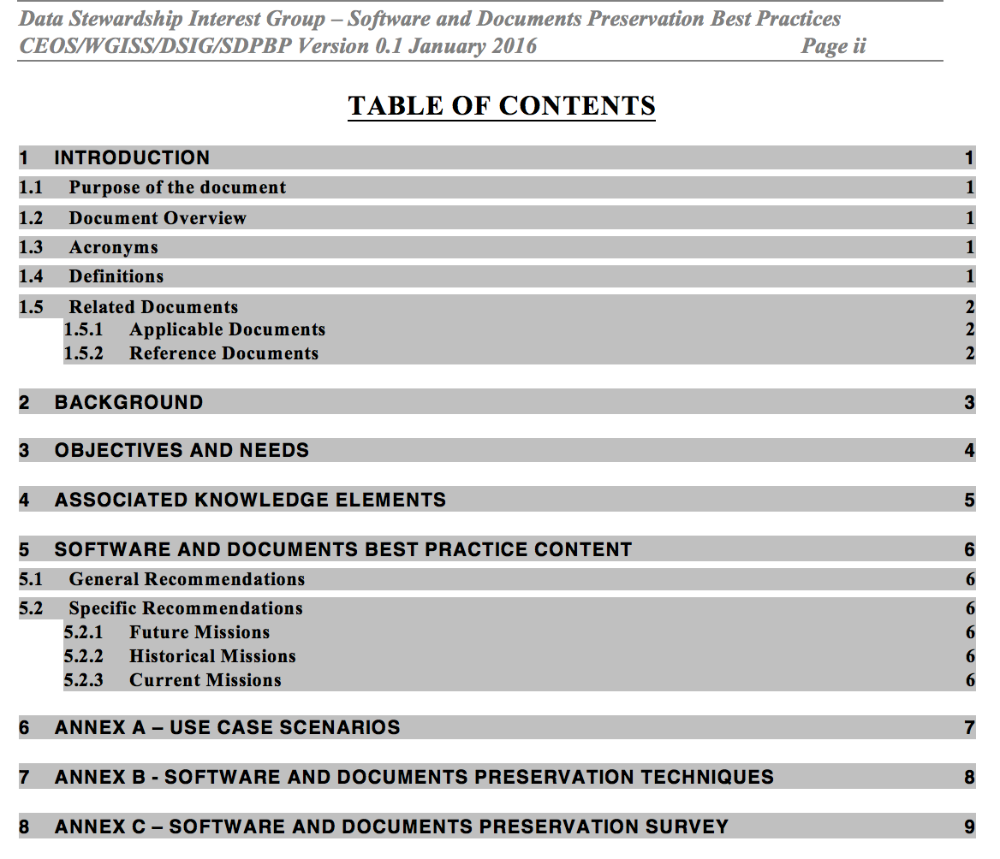 Data Stewardship Interest Group – Software and Documents Preservation Best Practices
CEOS/WGISS/DSIG/SDPBP Version 0.1 January 2016 Page ii
TABLE OF CONTENTS
1 INTRODUCTION 1
1.1 Purpose of the document 1
1.2 Document Overview 1
1.3 Acronyms 1
1.4 Definitions 1
1.5 Related Documents 2
1.5.1 Applicable Documents 2
1.5.2 Reference Documents 2
2 BACKGROUND 3
3 OBJECTIVES AND NEEDS 4
4 ASSOCIATED KNOWLEDGE ELEMENTS 5
5 SOFTWARE AND DOCUMENTS BEST PRACTICE CONTENT 6
5.1 General Recommendations 6
5.2 Specific Recommendations 6
5.2.1 Future Missions 6
5.2.2 Historical Missions 6
5.2.3 Current Missions 6
6 ANNEX A – USE CASE SCENARIOS 7
7 ANNEX B - SOFTWARE AND DOCUMENTS PRESERVATION TECHNIQUES 8
8 ANNEX C – SOFTWARE AND DOCUMENTS PRESERVATION SURVEY 9